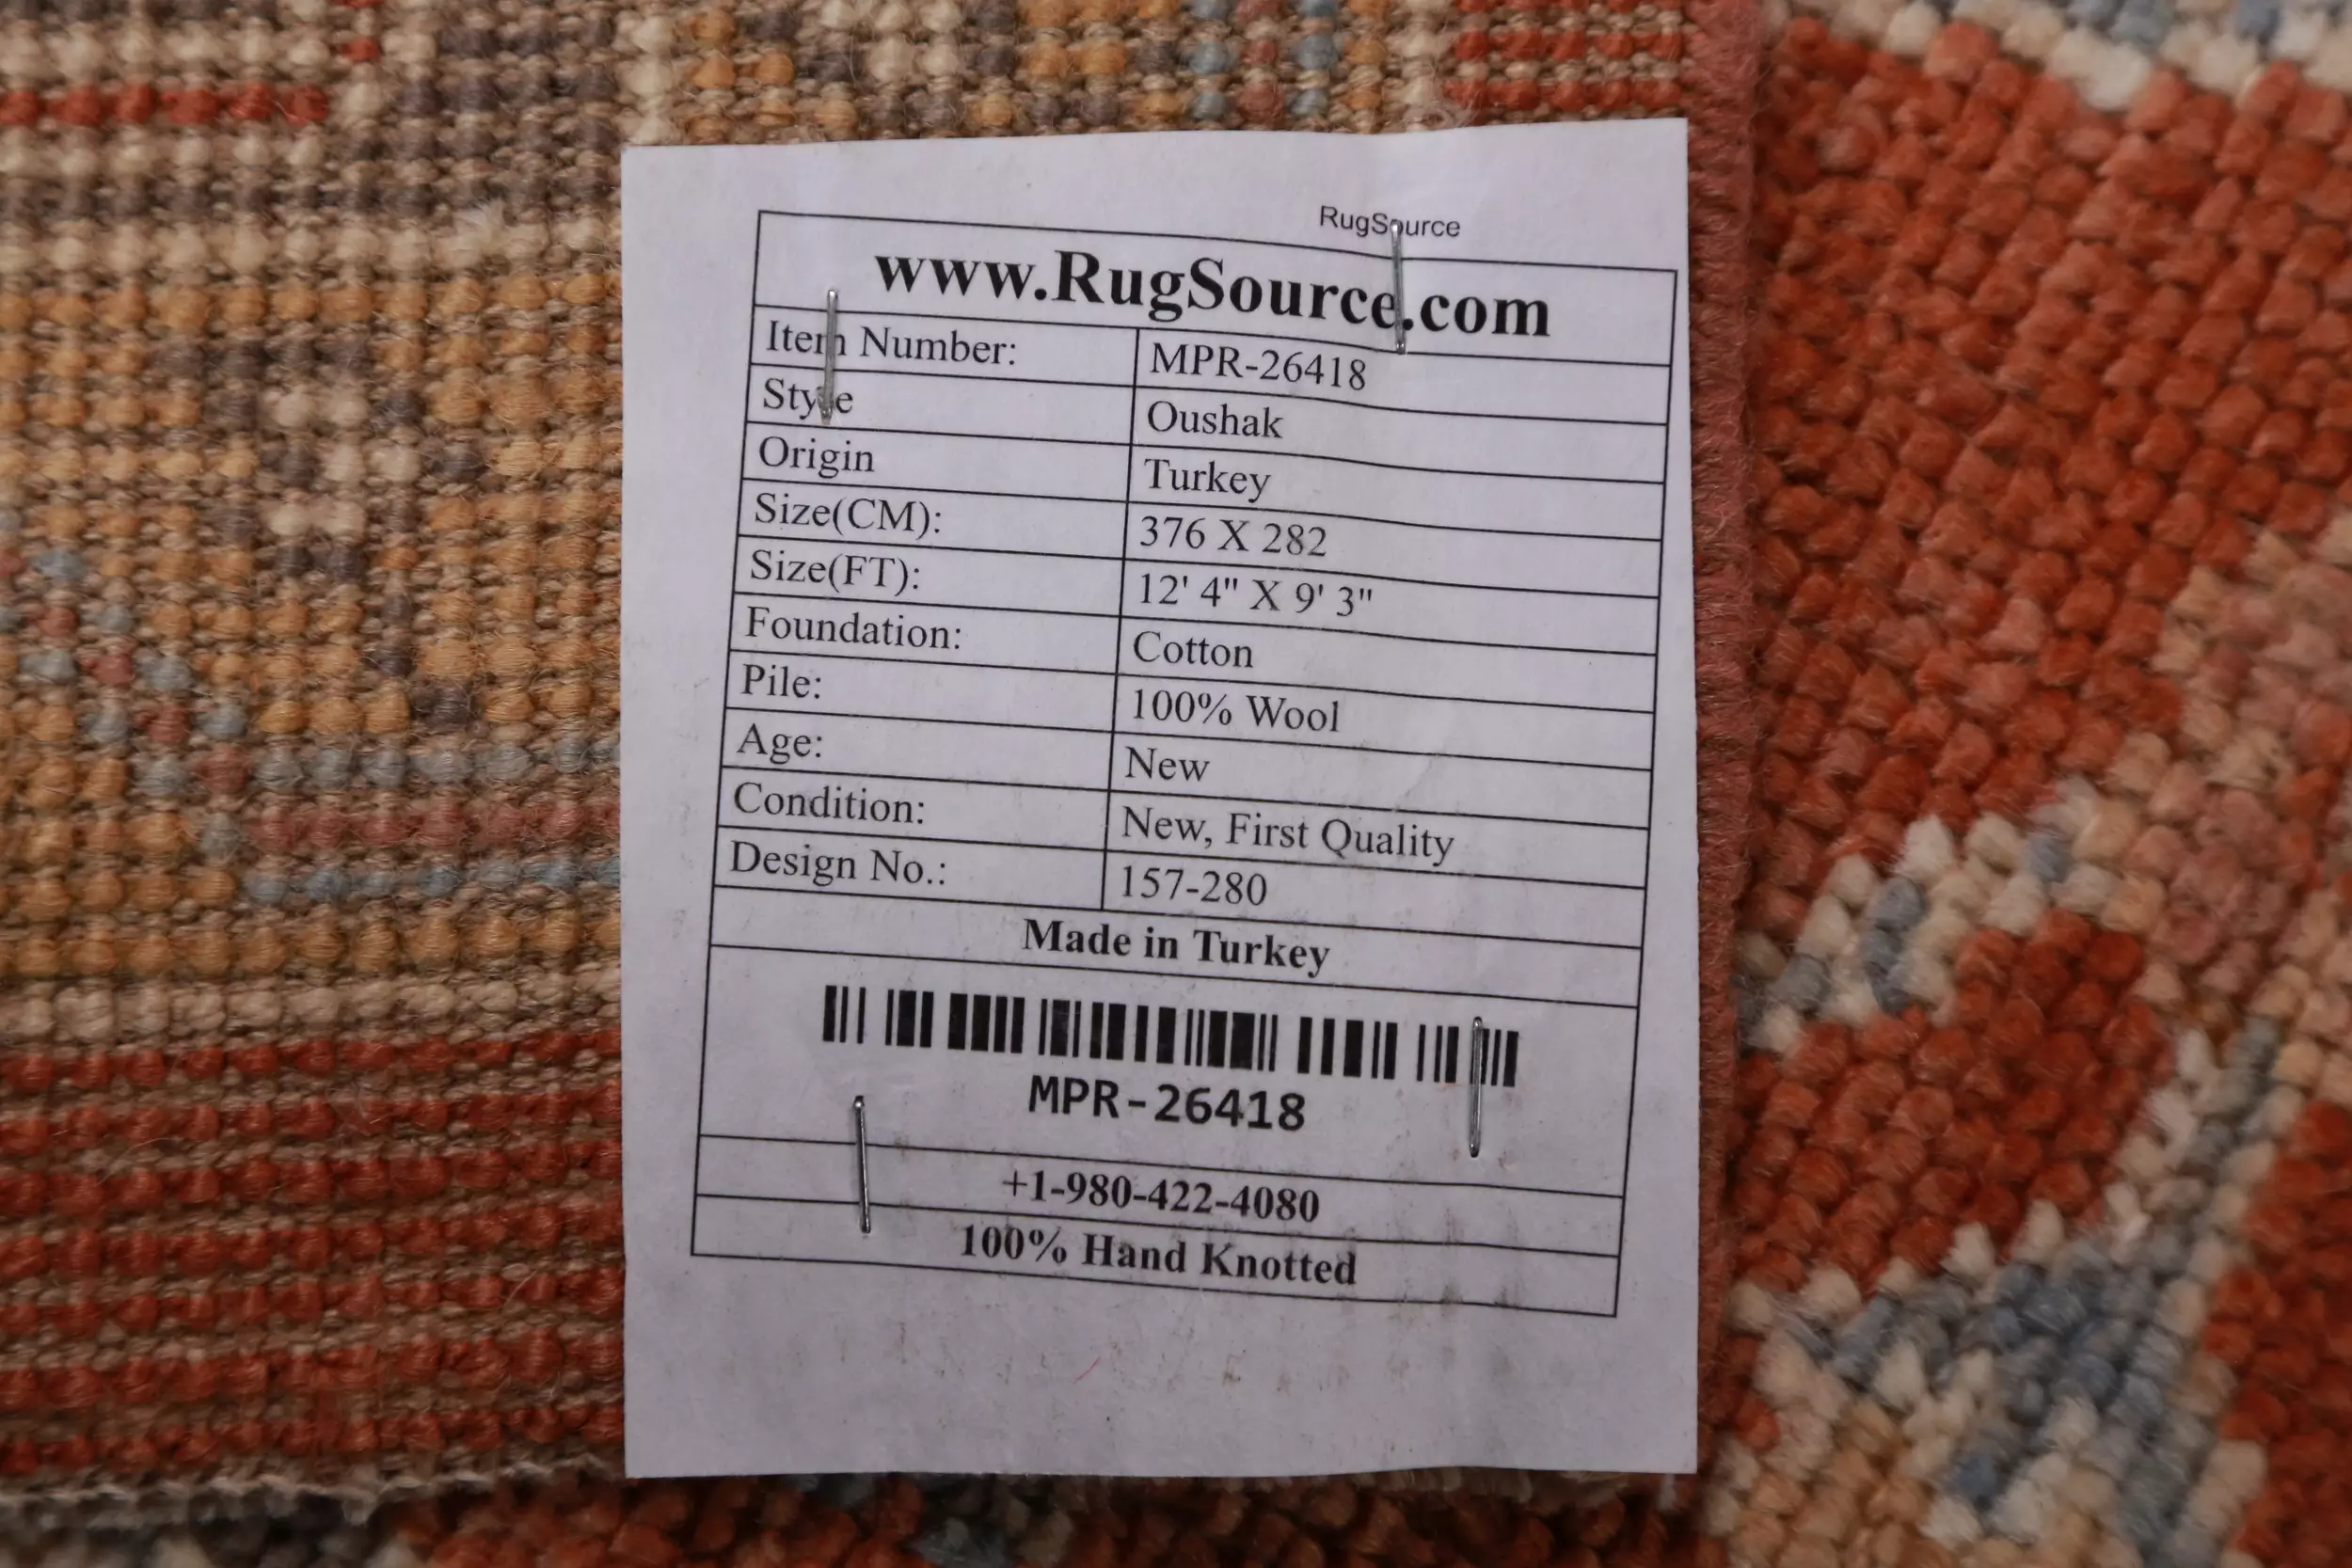 RugSource
www.RugSource.com
Item Number: MPR-26418
Style Oushak
Origin Turkey
Size(CM): 376 X 282
Size(FT): 12' 4" X 9' 3"
Foundation: Cotton
Pile: 100% Wool
Age: New
Condition: New, First Quality
Design No.: 157-280
Made in Turkey
MPR-26418
+1-980-422-4080
100% Hand Knotted